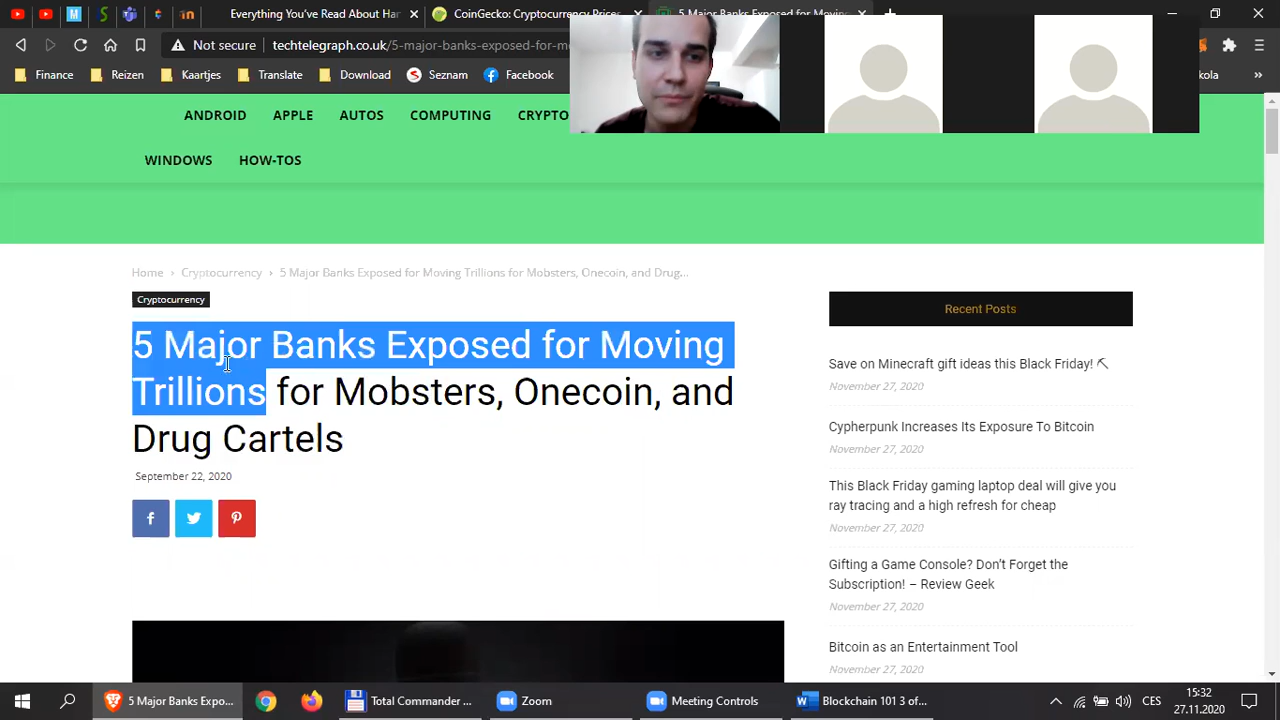 Everything You've Read About Har
CoinGecko: Cryptocurrency Prices
5 Major Banks Exposed for Movin
Not secure
techtelegraph.co.uk/5-major-banks-exposed-for-m
Finance
Reizen
Kaartjes
Translate
Download
Seznam
Facebook
kola
ANDROID
APPLE
AUTOS
COMPUTING
CRYPTO
WINDOWS
HOW-TOS
Home › Cryptocurrency › 5 Major Banks Exposed for Moving Trillions for Mobsters, Onecoin, and Drug...
Cryptocurrency
5 Major Banks Exposed for Moving
Trillions for Mobsters, Onecoin, and
Drug Cartels
September 22, 2020
Recent Posts
Save on Minecraft gift ideas this Black Friday!
November 27, 2020
Cypherpunk Increases Its Exposure To Bitcoin
November 27, 2020
This Black Friday gaming laptop deal will give you
ray tracing and a high refresh for cheap
November 27, 2020
Gifting a Game Console? Don't Forget the
Subscription! – Review Geek
November 27, 2020
Bitcoin as an Entertainment Tool
November 27, 2020
5 Major Banks Expo...
Total Commander ...
Zoom
Meeting Controls
Blockchain 101 3 of...
CES
15:32
27.11.2020